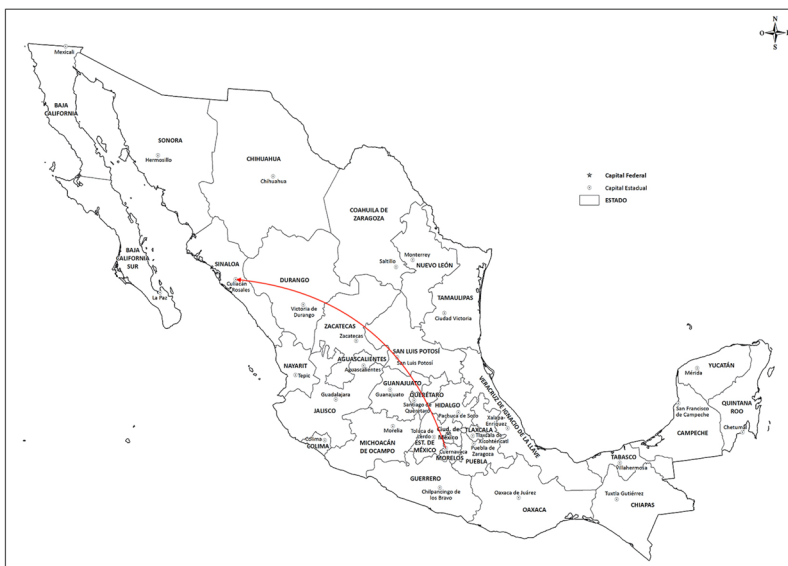 N
O
E
S
Mexicali
BAJA
CALIFORNIA
SONORA
Hermosillo
CHIHUAHUA
Chihuahua
Capital Federal
Capital Estadual
ESTADO
COAHUILA DE
ZARAGOZA
BAJA
CALIFORNIA
SUR
La Paz
SINALOA
Culiacán
Rosales
DURANGO
Victoria de
Durango
Saltillo
Monterrey
NUEVO LEÓN
TAMAULIPAS
Ciudad Victoria
ZACATECAS
Zacatecas
SAN LUIS POTOSÍ
San Luis Potosí
NAYARIT
Tepic
AGUASCALIENTES
Aguascalientes
GUANAJUATO
Guanajuato
QUERÉTARO
Santiago de
Querétaro
HIDALGO
Pachuca de Soto
VERACRUZ DE IGNACIO DE LA LLAVE
Xalapa-
Enríquez
Guadalajara
JALISCO
Colima
COLIMA
Morelia
MICHOACÁN
DE OCAMPO
Toluca de
Lerdo
EST. DE
MÉXICO
Ciud. de
México
TLAXCALA
Tlaxcala de
Xicohténcatl
Cuernavaca
MORELOS
Puebla de
Zaragoza
PUEBLA
GUERRERO
Chilpancingo de
los Bravo
Oaxaca de Juárez
OAXACA
TABASCO
Villahermosa
Tuxtla Gutiérrez
CHIAPAS
Mérida
YUCATÁN
San Francisco
de Campeche
CAMPECHE
QUINTANA
ROO
Chetumal